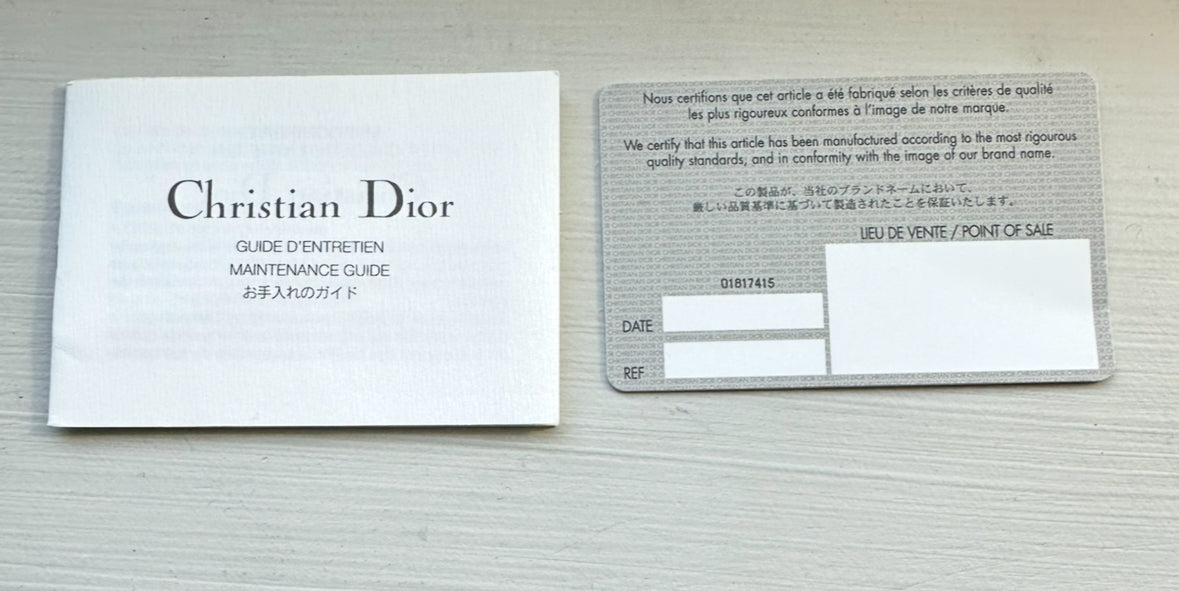 Christian Dior
GUIDE D'ENTRETIEN
MAINTENANCE GUIDE
お手入れのガイド
Nous certifions que cet article a été fabriqué selon les critères de qualité
les plus rigoureux conformes à l'image de notre marque.
We certify that this article has been manufactured according to the most rigourous
quality standards, and in conformity with the image of our brand name.
この製品が、当社のブランドネームにおいて、
厳しい品質基準に基づいて製造されたことを保証いたします。
LIEU DE VENTE / POINT OF SALE
01817415
DATE
REF